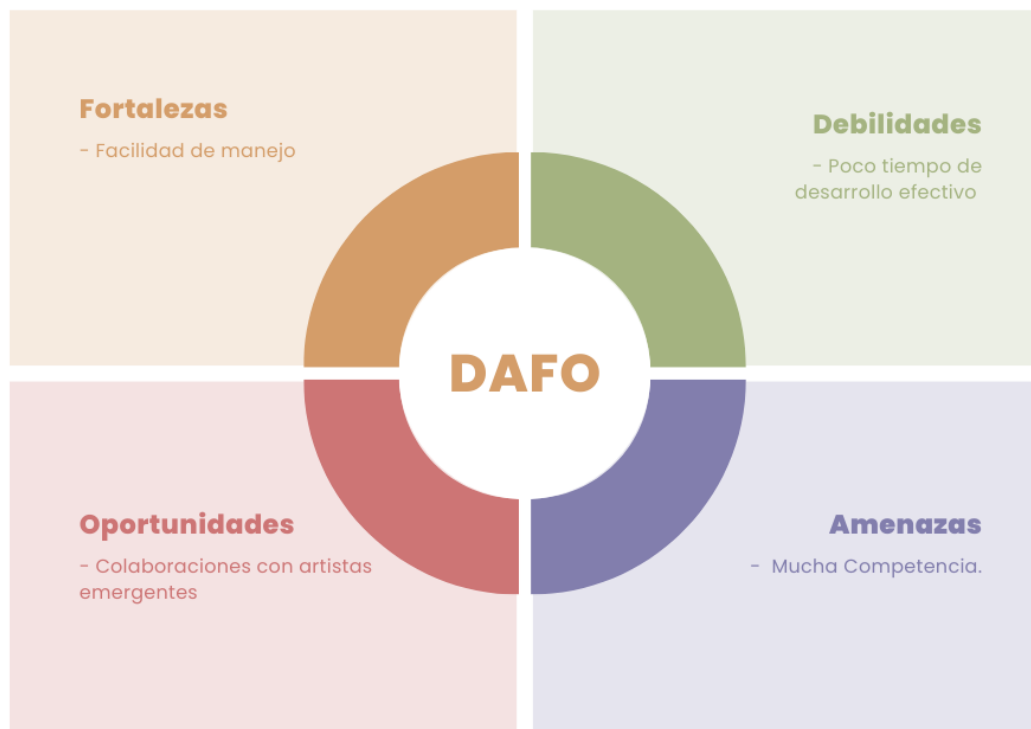 Fortalezas
- Facilidad de manejo
Debilidades
- Poco tiempo de
desarrollo efectivo
DAFO
Oportunidades
- Colaboraciones con artistas
emergentes
Amenazas
- Mucha Competencia.